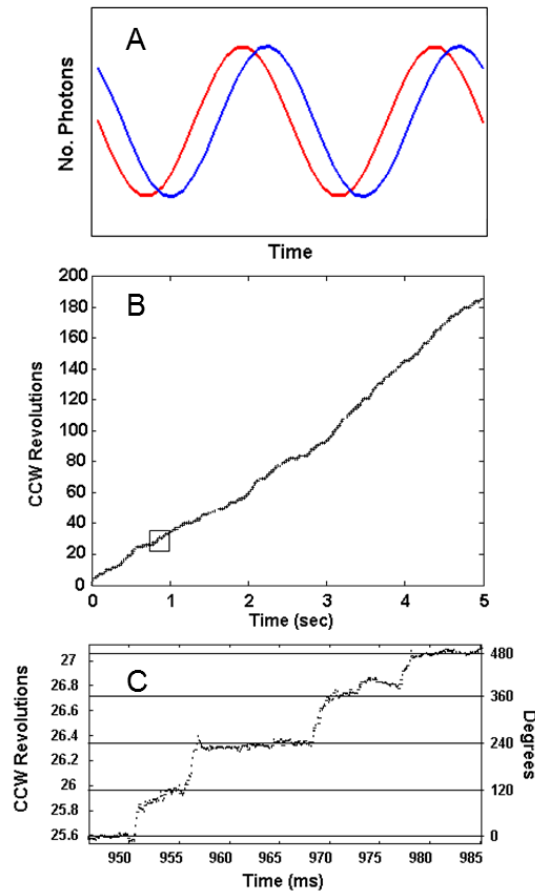 A
No. Photons
Time
B
CCW Revolutions
200
180
160
140
120
100
80
60
40
20
0
0 1 2 3 4 5
Time (sec)
C
CCW Revolutions
27
26.8
26.6
26.4
26.2
26
25.8
25.6
480
360
240
120
0
Degrees
950 955 960 965 970 975 980 985
Time (ms)